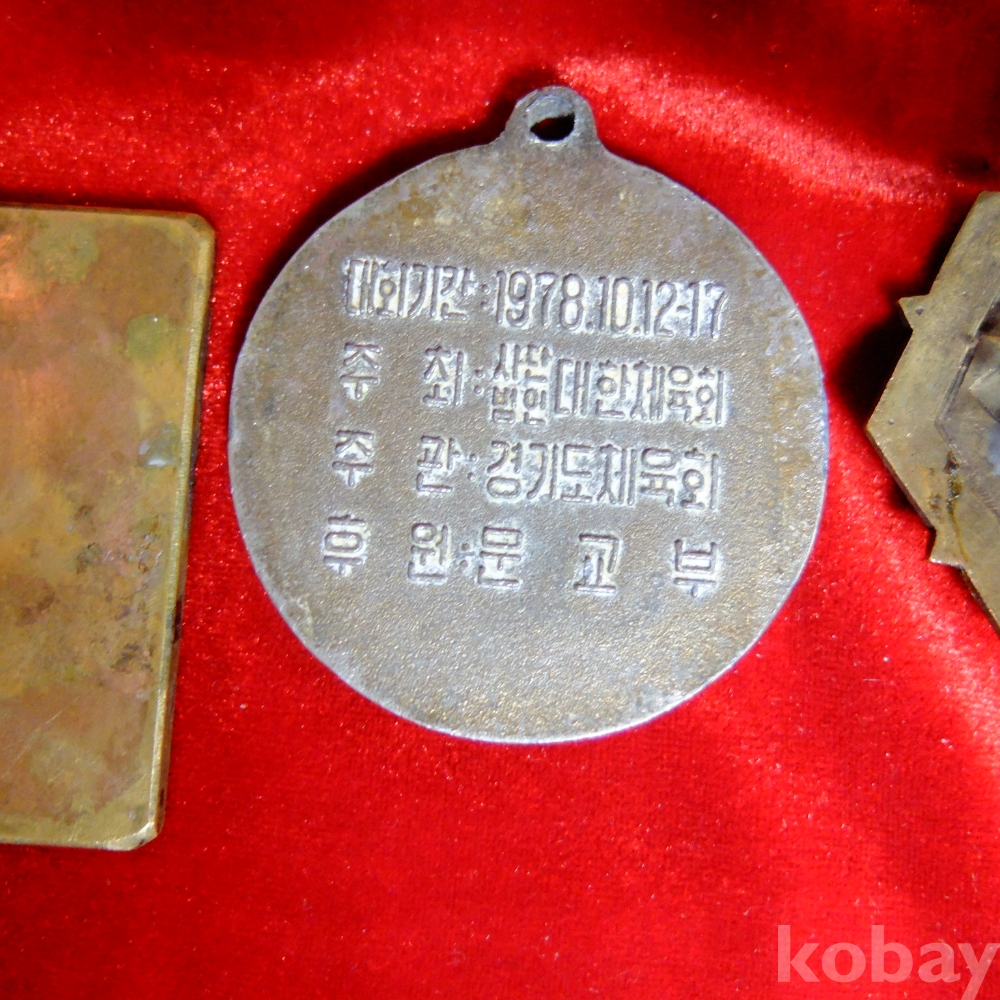 대회기간:1978.10.12-17
주 최:사단법인대한체육회
주 관:경기도체육회
후 원:문 교 부
kobay